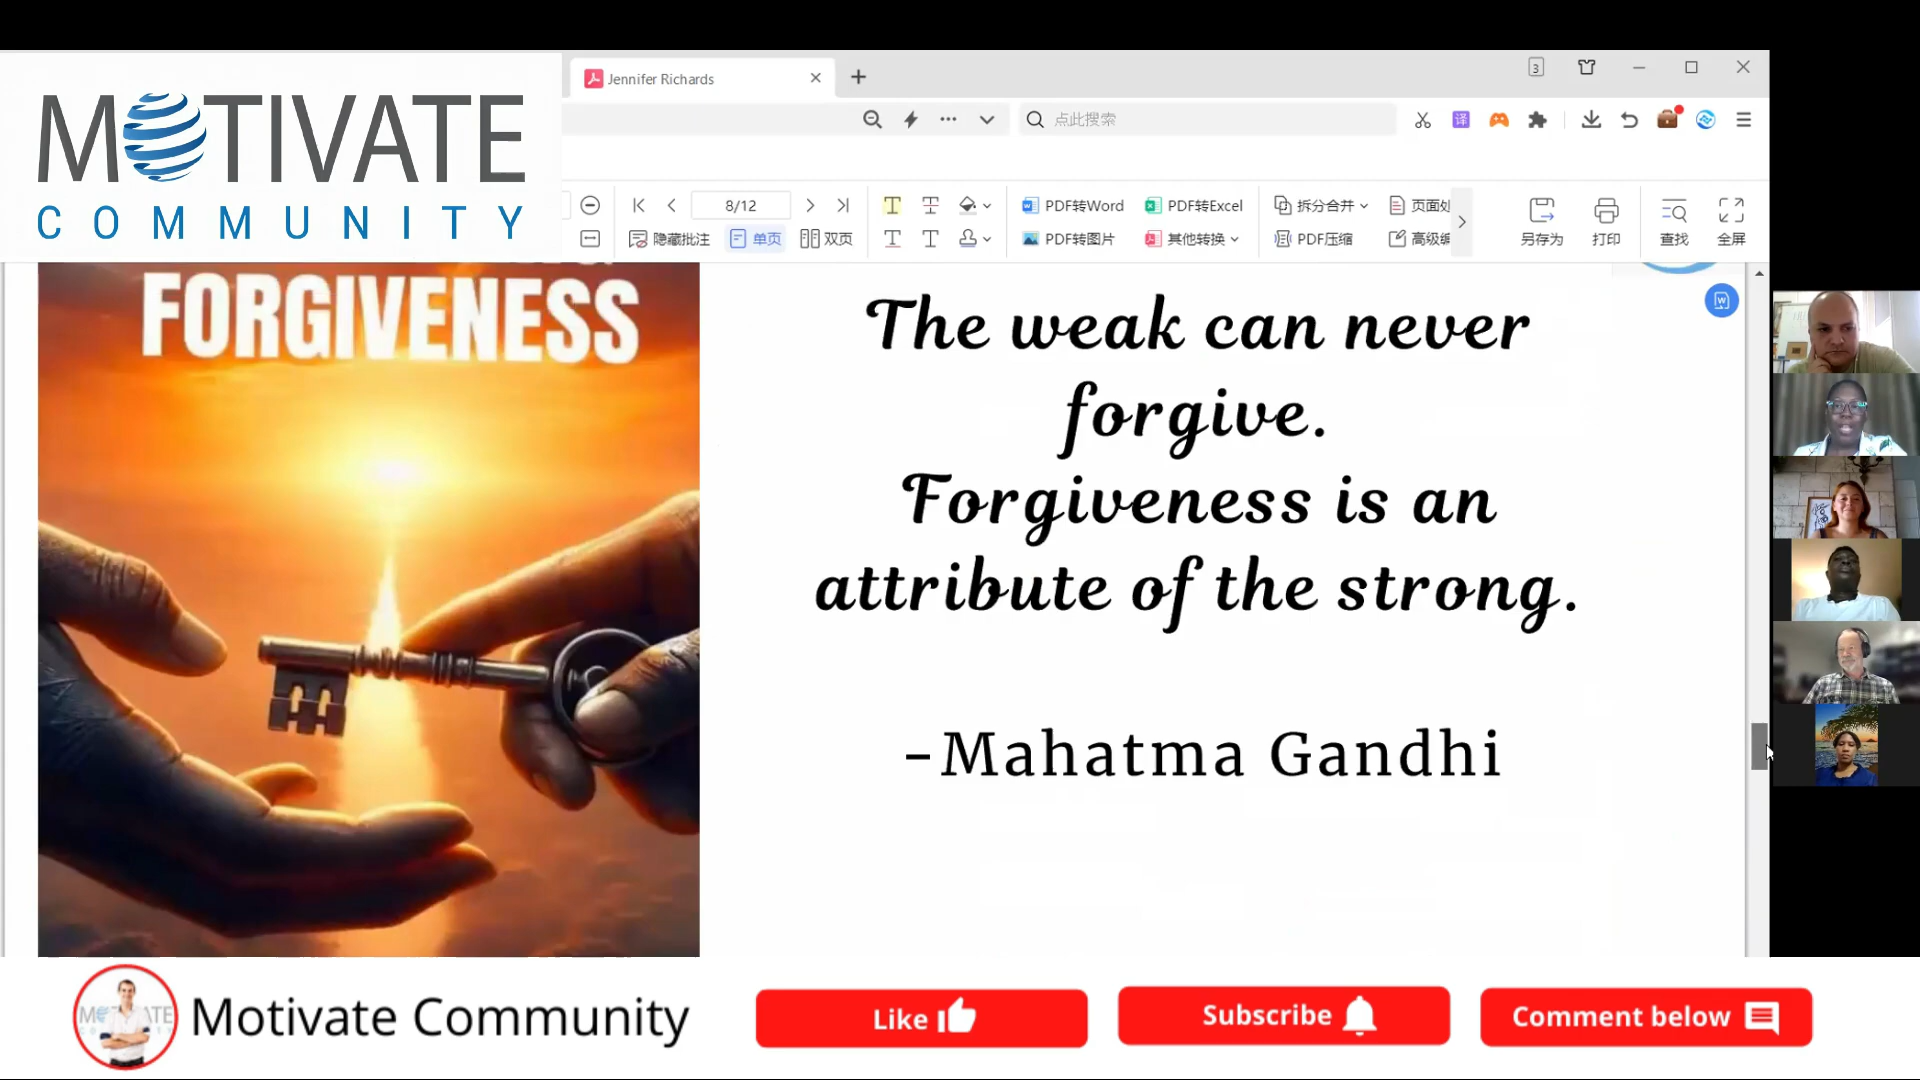 MOTIVATE
COMMUNITY
Jennifer Richards
3
点此搜索
译
8/12
PDF转Word
PDF转Excel
拆分合并
隐藏批注
单页
双页
PDF转图片
其他转换
PDF压缩
另存为
打印
查找
全屏
FORGIVENESS
The weak can never
forgive.
Forgiveness is an
attribute of the strong.
-Mahatma Gandhi
Motivate Community
Like
Subscribe
Comment below